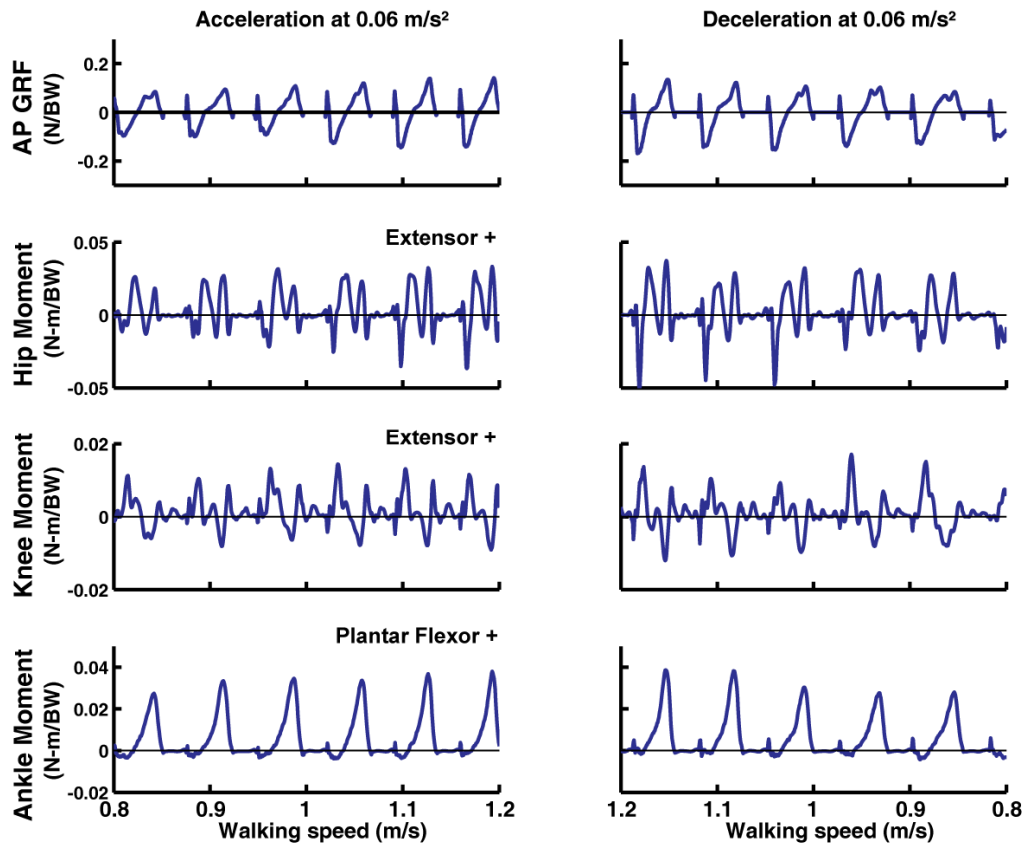 Acceleration at 0.06 m/s²
Deceleration at 0.06 m/s²
AP GRF
(N/BW)
0.2
0
-0.2
Hip Moment
(N-m/BW)
0.05
0
-0.05
Extensor +
Knee Moment
(N-m/BW)
0.02
0
-0.02
Extensor +
Ankle Moment
(N-m/BW)
0.04
0.02
0
-0.02
Plantar Flexor +
0.8 0.9 1 1.1 1.2
Walking speed (m/s)
1.2 1.1 1 0.9 0.8
Walking speed (m/s)